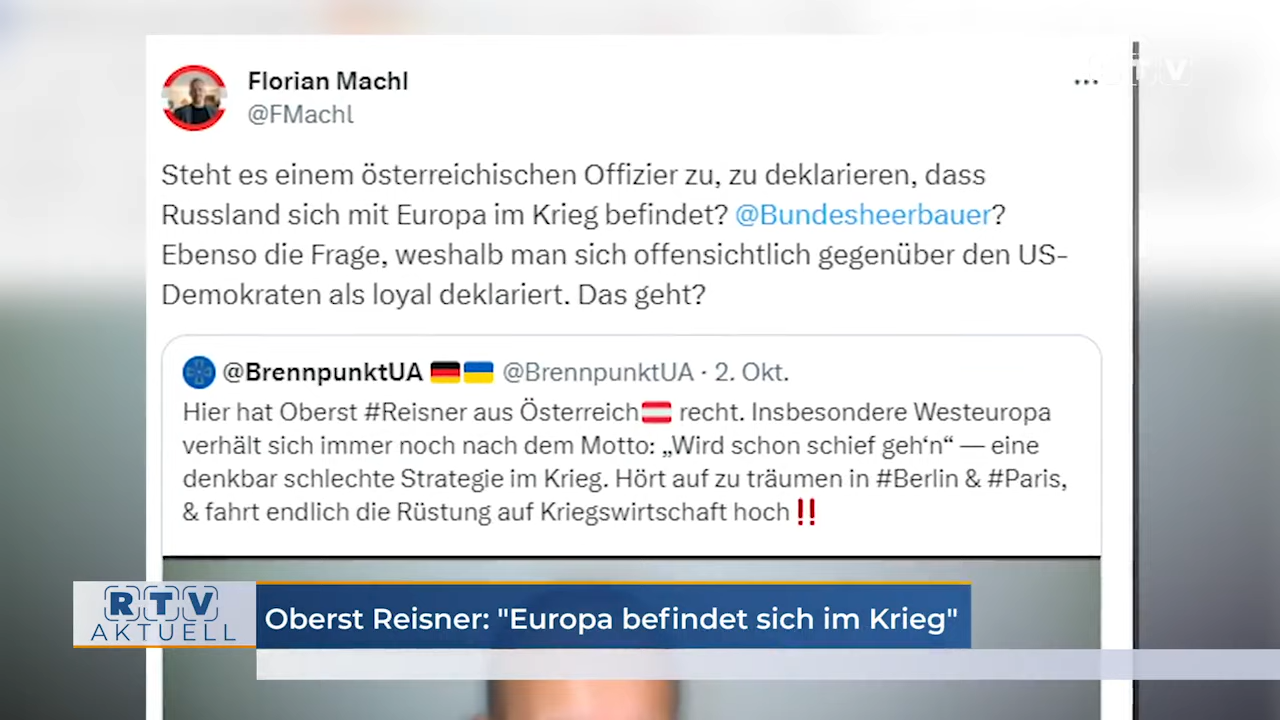 Florian Machl
@FMachl
...
RTV
Steht es einem österreichischen Offizier zu, zu deklarieren, dass
Russland sich mit Europa im Krieg befindet? @Bundesheerbauer?
Ebenso die Frage, weshalb man sich offensichtlich gegenüber den US-
Demokraten als loyal deklariert. Das geht?
@BrennpunktUA 🇩🇪🇺🇦 @BrennpunktUA · 2. Okt.
Hier hat Oberst #Reisner aus Österreich🇦🇹 recht. Insbesondere Westeuropa
verhält sich immer noch nach dem Motto: „Wird schon schief geh‘n“ — eine
denkbar schlechte Strategie im Krieg. Hört auf zu träumen in #Berlin & #Paris,
& fahrt endlich die Rüstung auf Kriegswirtschaft hoch‼️
RTV
AKTUELL
Oberst Reisner: "Europa befindet sich im Krieg"